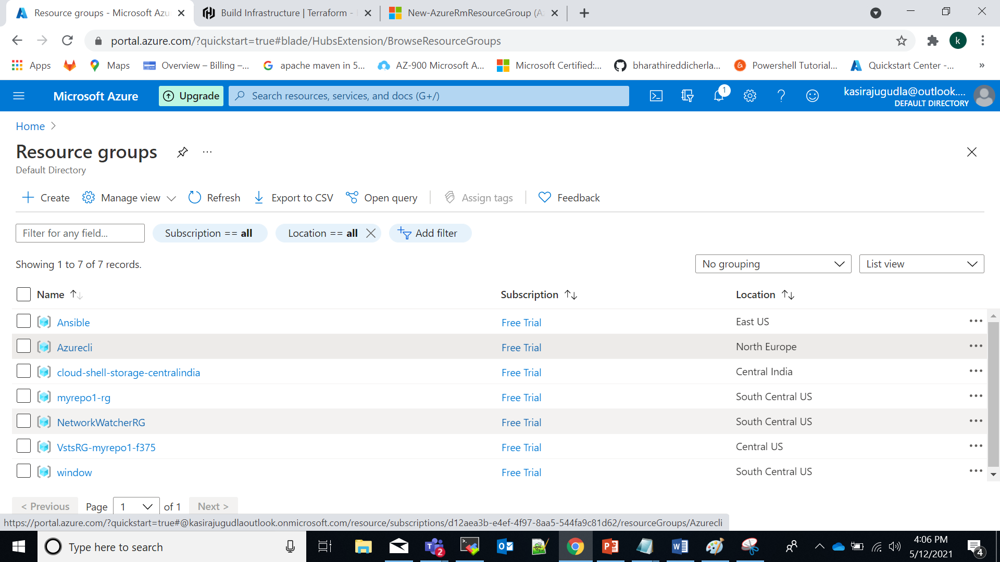 Resource groups - Microsoft Azu
Build Infrastructure | Terraform -
New-AzureRmResourceGroup (A
portal.azure.com/?quickstart=true#blade/HubsExtension/BrowseResourceGroups
k
Apps
Maps
Overview – Billing –...
apache maven in 5...
AZ-900 Microsoft A...
Microsoft Certified:...
bharathireddicherla...
Powershell Tutorial...
Quickstart Center -...
»
Microsoft Azure
Upgrade
Search resources, services, and docs (G+/)
1
kasirajugudla@outlook....
DEFAULT DIRECTORY
Home
Resource groups
...
Default Directory
Create
Manage view
Refresh
Export to CSV
Open query
Assign tags
Feedback
Filter for any field...
Subscription == all
Location == all
Add filter
Showing 1 to 7 of 7 records.
No grouping
List view
Name
Subscription
Location
Ansible Free Trial East US
Azurecli Free Trial North Europe
cloud-shell-storage-centralindia Free Trial Central India
myrepo1-rg Free Trial South Central US
NetworkWatcherRG Free Trial South Central US
VstsRG-myrepo1-f375 Free Trial Central US
window Free Trial South Central US
< Previous Page 1 of 1 Next >
https://portal.azure.com/?quickstart=true#@kasirajugudlaoutlook.onmicrosoft.com/resource/subscriptions/d12aea3b-e4ef-4f97-8aa5-544fa9c81d62/resourceGroups/Azurecli
Type here to search
2
4:06 PM
5/12/2021
4